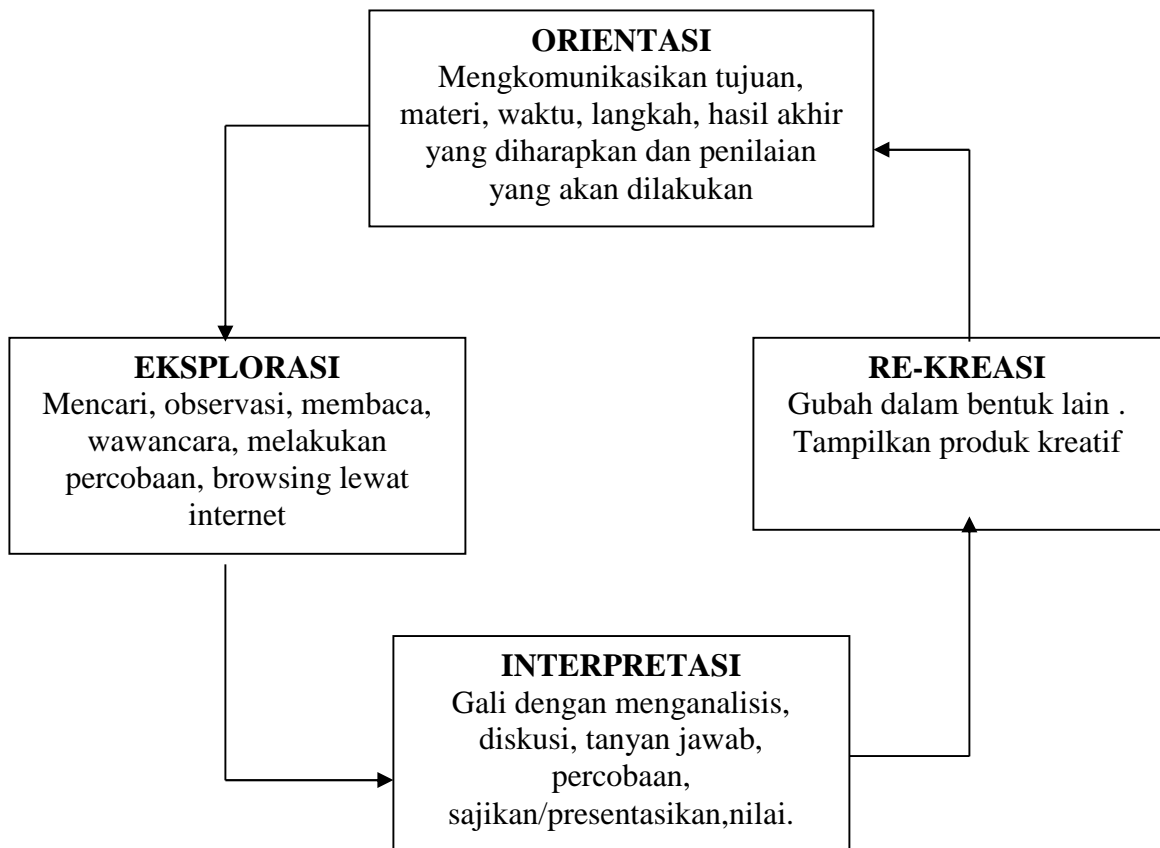 ORIENTASI
Mengkomunikasikan tujuan,
materi, waktu, langkah, hasil akhir
yang diharapkan dan penilaian
yang akan dilakukan
EKSPLORASI
Mencari, observasi, membaca,
wawancara, melakukan
percobaan, browsing lewat
internet
RE-KREASI
Gubah dalam bentuk lain .
Tampilkan produk kreatif
INTERPRETASI
Gali dengan menganalisis,
diskusi, tanyan jawab,
percobaan,
sajikan/presentasikan,nilai.